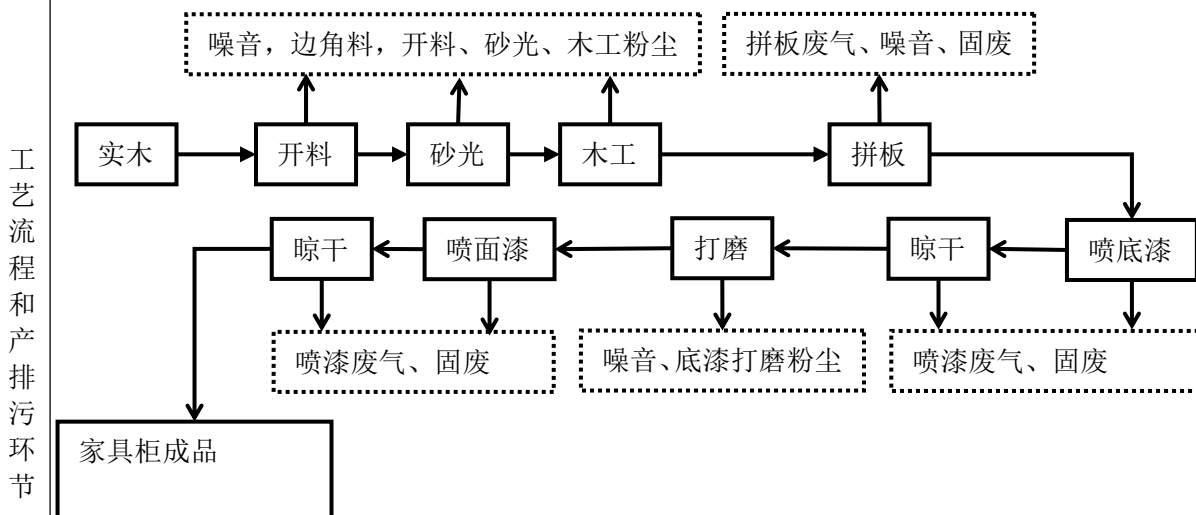 工艺流程和产排污环节
噪音，边角料，开料、砂光、木工粉尘
拼板废气、噪音、固废
实木
开料
砂光
木工
拼板
晾干
喷面漆
打磨
晾干
喷底漆
喷漆废气、固废
噪音、底漆打磨粉尘
喷漆废气、固废
家具柜成品